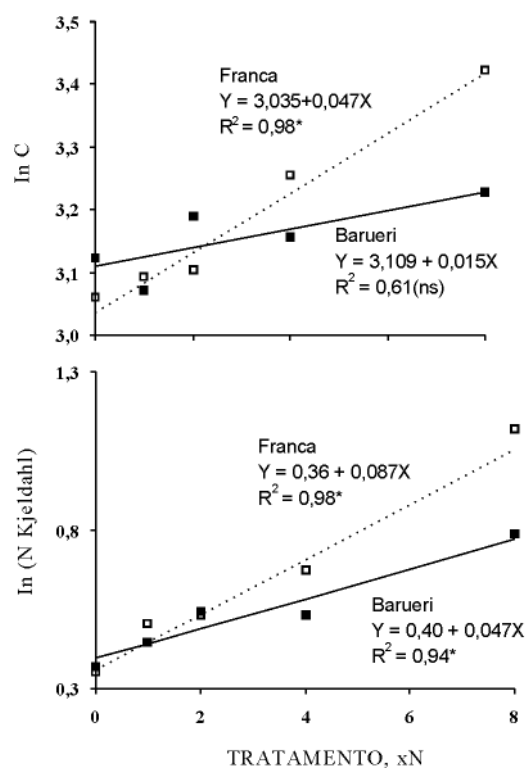 3,5
3,4
3,3
3,2
3,1
3,0
ln C
Franca
Y = 3,035+0,047X
R² = 0,98*
Barueri
Y = 3,109 + 0,015X
R² = 0,61(ns)
1,3
0,8
0,3
ln (N Kjeldahl)
Franca
Y = 0,36 + 0,087X
R² = 0,98*
Barueri
Y = 0,40 + 0,047X
R² = 0,94*
0 2 4 6 8
TRATAMENTO, xN